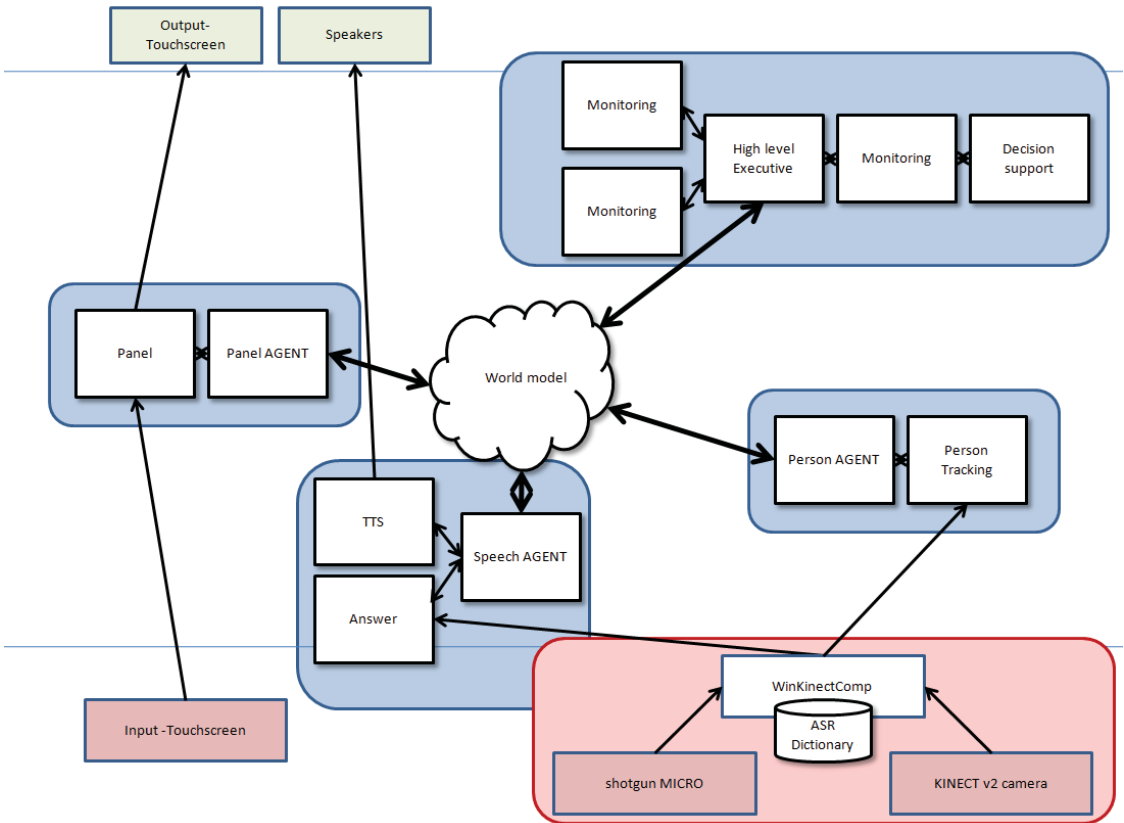 Output-
Touchscreen
Speakers
Monitoring
High level
Executive
Monitoring
Decision
support
Monitoring
Panel
Panel AGENT
World model
Person AGENT
Person
Tracking
TTS
Speech AGENT
Answer
WinKinectComp
ASR
Dictionary
Input -Touchscreen
shotgun MICRO
KINECT v2 camera